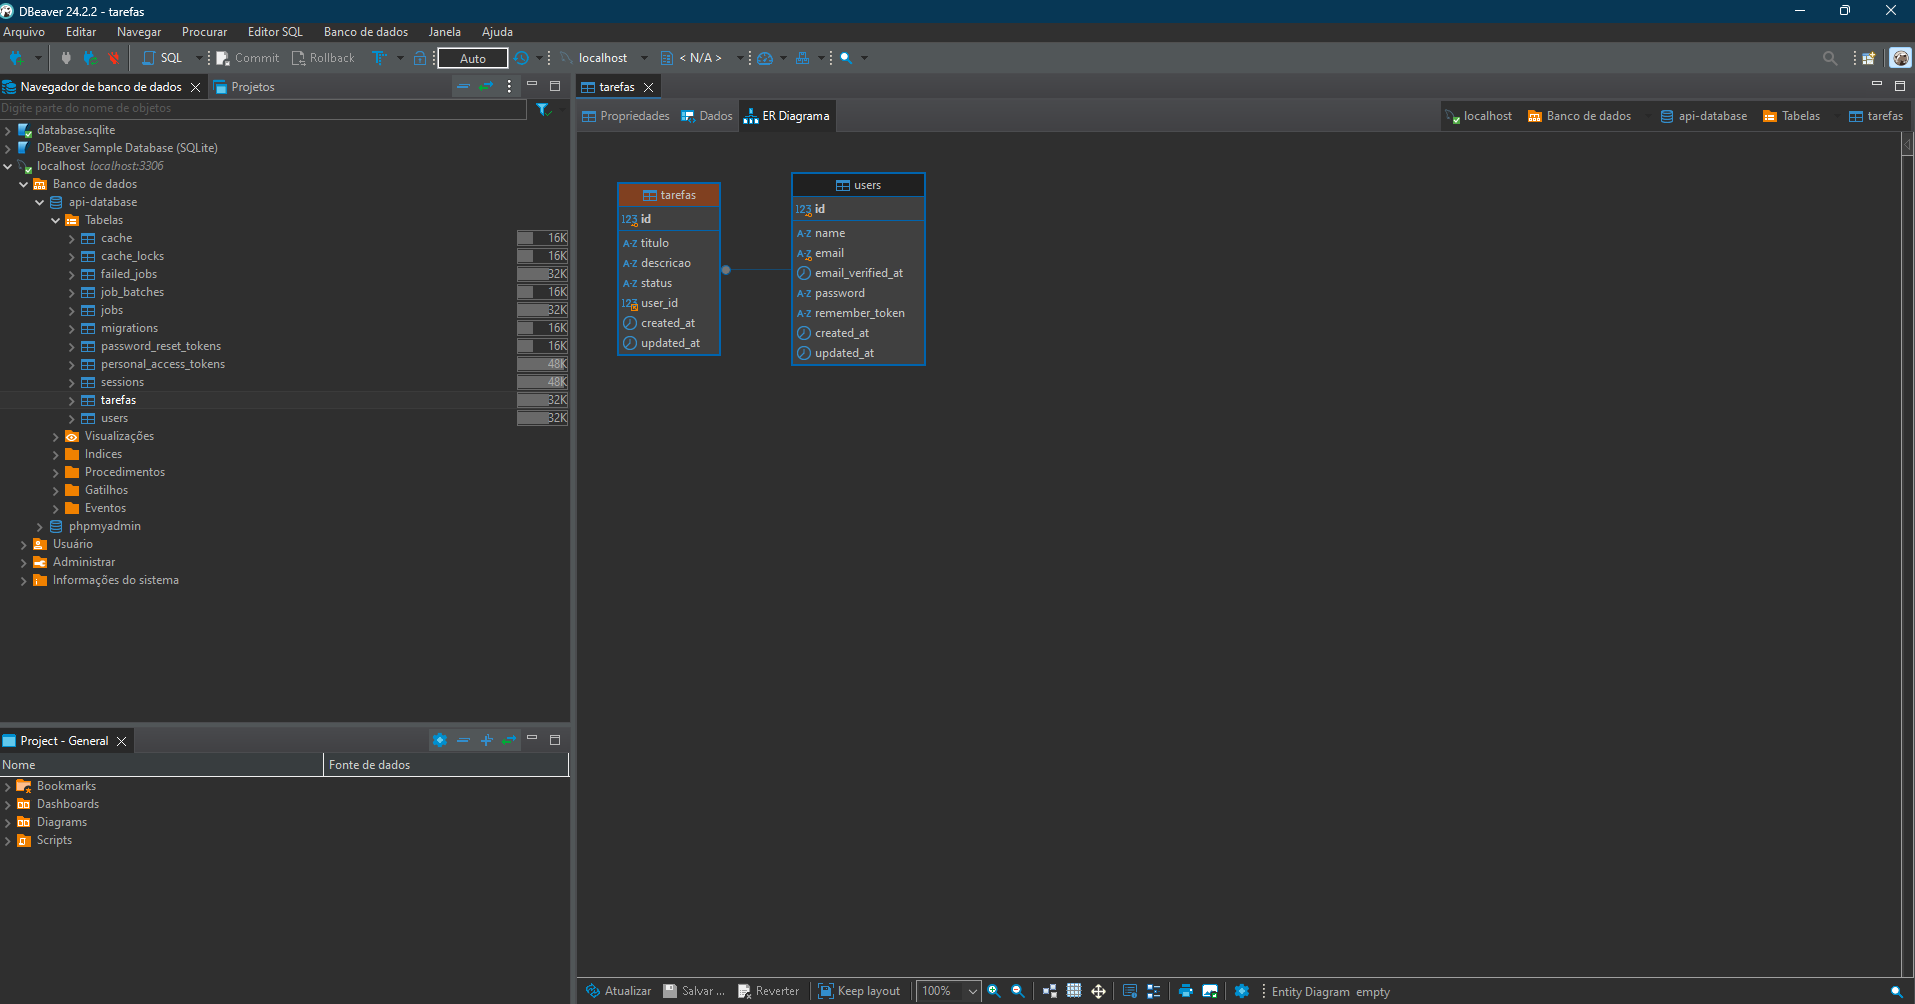 DBeaver 24.2.2 - tarefas
Arquivo Editar Navegar Procurar Editor SQL Banco de dados Janela Ajuda
SQL Commit Rollback Auto localhost < N/A >
Navegador de banco de dados Projetos
Digite parte do nome de objetos
database.sqlite
DBeaver Sample Database (SQLite)
localhost localhost:3306
Banco de dados
api-database
Tabelas
cache 16K
cache_locks 16K
failed_jobs 32K
job_batches 16K
jobs 32K
migrations 16K
password_reset_tokens 16K
personal_access_tokens 48K
sessions 48K
tarefas 32K
users 32K
Visualizações
Indices
Procedimentos
Gatilhos
Eventos
phpmyadmin
Usuário
Administrar
Informações do sistema
Project - General
Nome Fonte de dados
Bookmarks
Dashboards
Diagrams
Scripts
tarefas
Propriedades Dados ER Diagrama
localhost Banco de dados api-database Tabelas tarefas
tarefas
123 id
A-Z titulo
A-Z descricao
A-Z status
123 user_id
created_at
updated_at
users
123 id
A-Z name
A-Z email
email_verified_at
A-Z password
A-Z remember_token
created_at
updated_at
Atualizar Salvar ... Reverter Keep layout 100% Entity Diagram empty